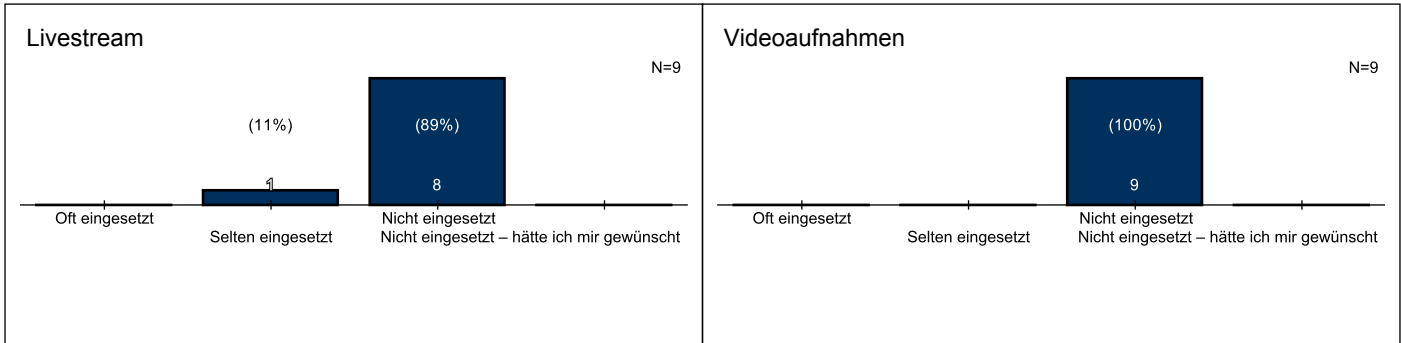 Livestream
N=9
(11%)
(89%)
1
8
Oft eingesetzt
Nicht eingesetzt
Selten eingesetzt
Nicht eingesetzt – hätte ich mir gewünscht
Videoaufnahmen
N=9
(100%)
9
Oft eingesetzt
Nicht eingesetzt
Selten eingesetzt
Nicht eingesetzt – hätte ich mir gewünscht